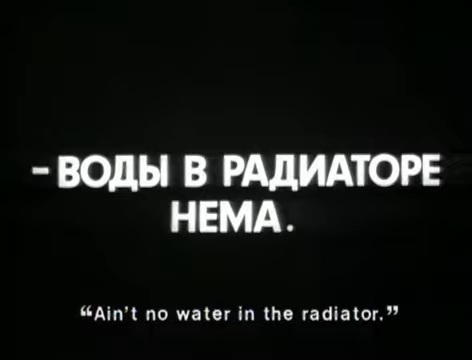 - ВОДЫ В РАДИАТОРЕ
НЕМА.
“Ain't no water in the radiator.”